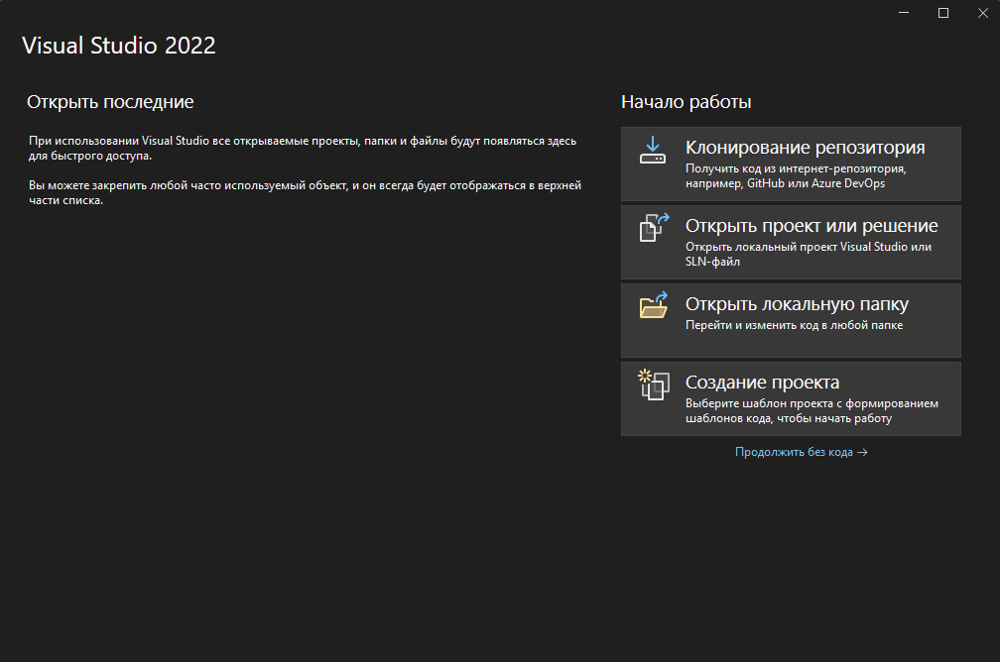 Visual Studio 2022
Открыть последние
При использовании Visual Studio все открываемые проекты, папки и файлы будут появляться здесь
для быстрого доступа.
Вы можете закрепить любой часто используемый объект, и он всегда будет отображаться в верхней
части списка.
Начало работы
Клонирование репозитория
Получить код из интернет-репозитория,
например, GitHub или Azure DevOps
Открыть проект или решение
Открыть локальный проект Visual Studio или
SLN-файл
Открыть локальную папку
Перейти и изменить код в любой папке
Создание проекта
Выберите шаблон проекта с формированием
шаблонов кода, чтобы начать работу
Продолжить без кода →